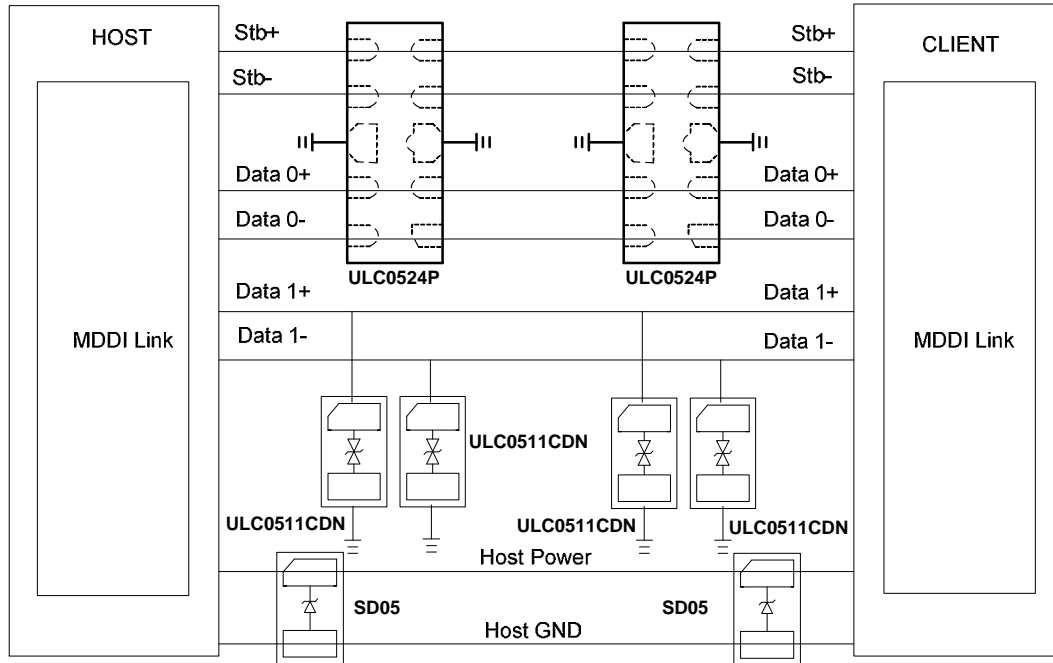 HOST
CLIENT
Stb+
Stb+
Stb-
Stb-
Data 0+
Data 0+
Data 0-
Data 0-
ULC0524P
ULC0524P
Data 1+
Data 1+
Data 1-
Data 1-
MDDI Link
MDDI Link
ULC0511CDN
ULC0511CDN
ULC0511CDN
ULC0511CDN
Host Power
SD05
SD05
Host GND